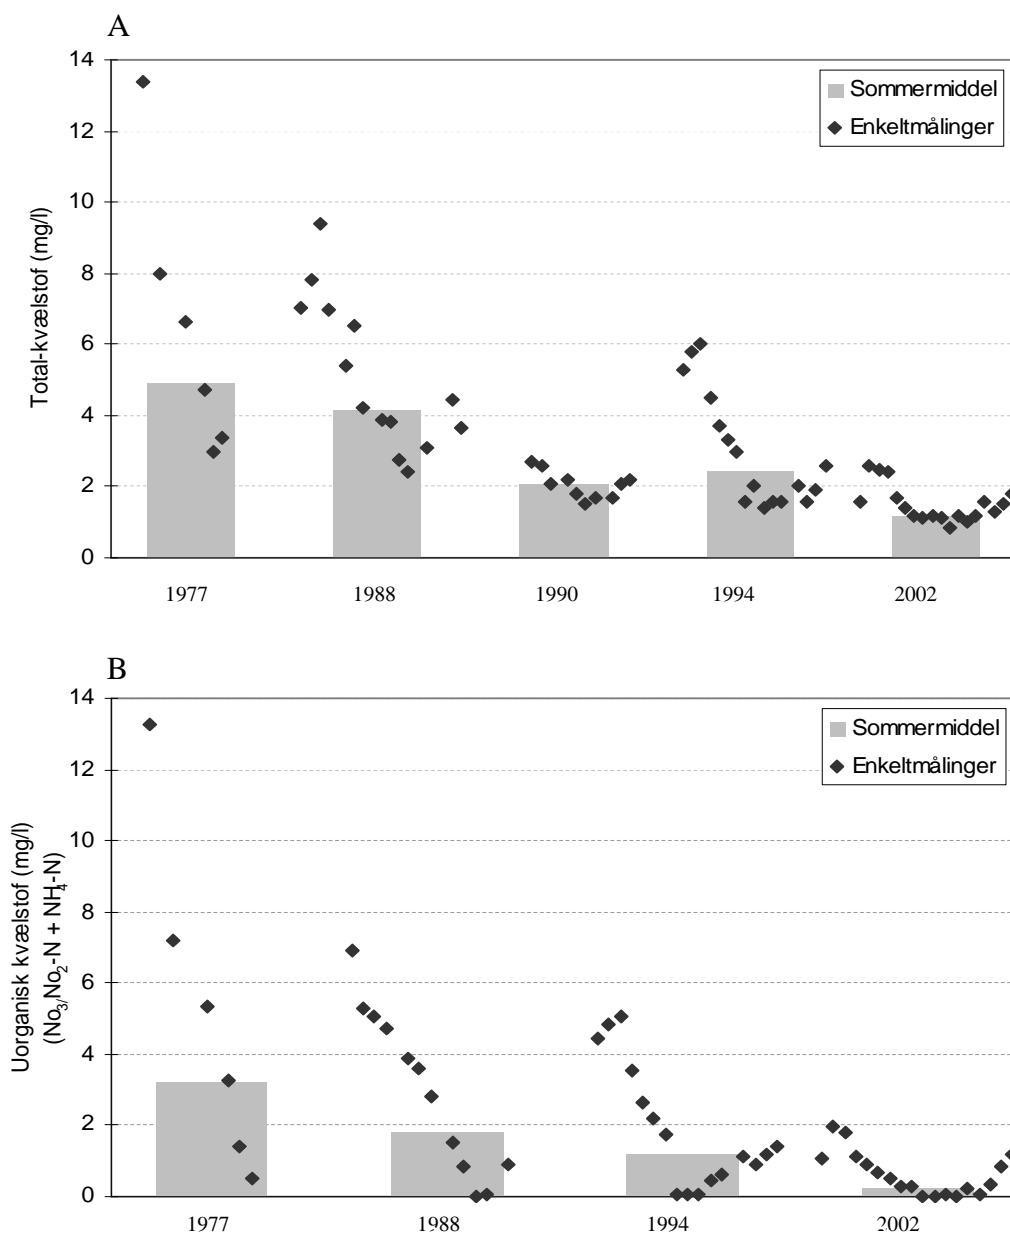 A
14
12
10
8
6
4
2
0
Total-kvælstof (mg/l)
Sommermiddel
Enkeltmålinger
1977 1988 1990 1994 2002
B
14
12
10
8
6
4
2
0
Uorganisk kvælstof (mg/l)
(No3/No2-N + NH4-N)
Sommermiddel
Enkeltmålinger
1977 1988 1994 2002